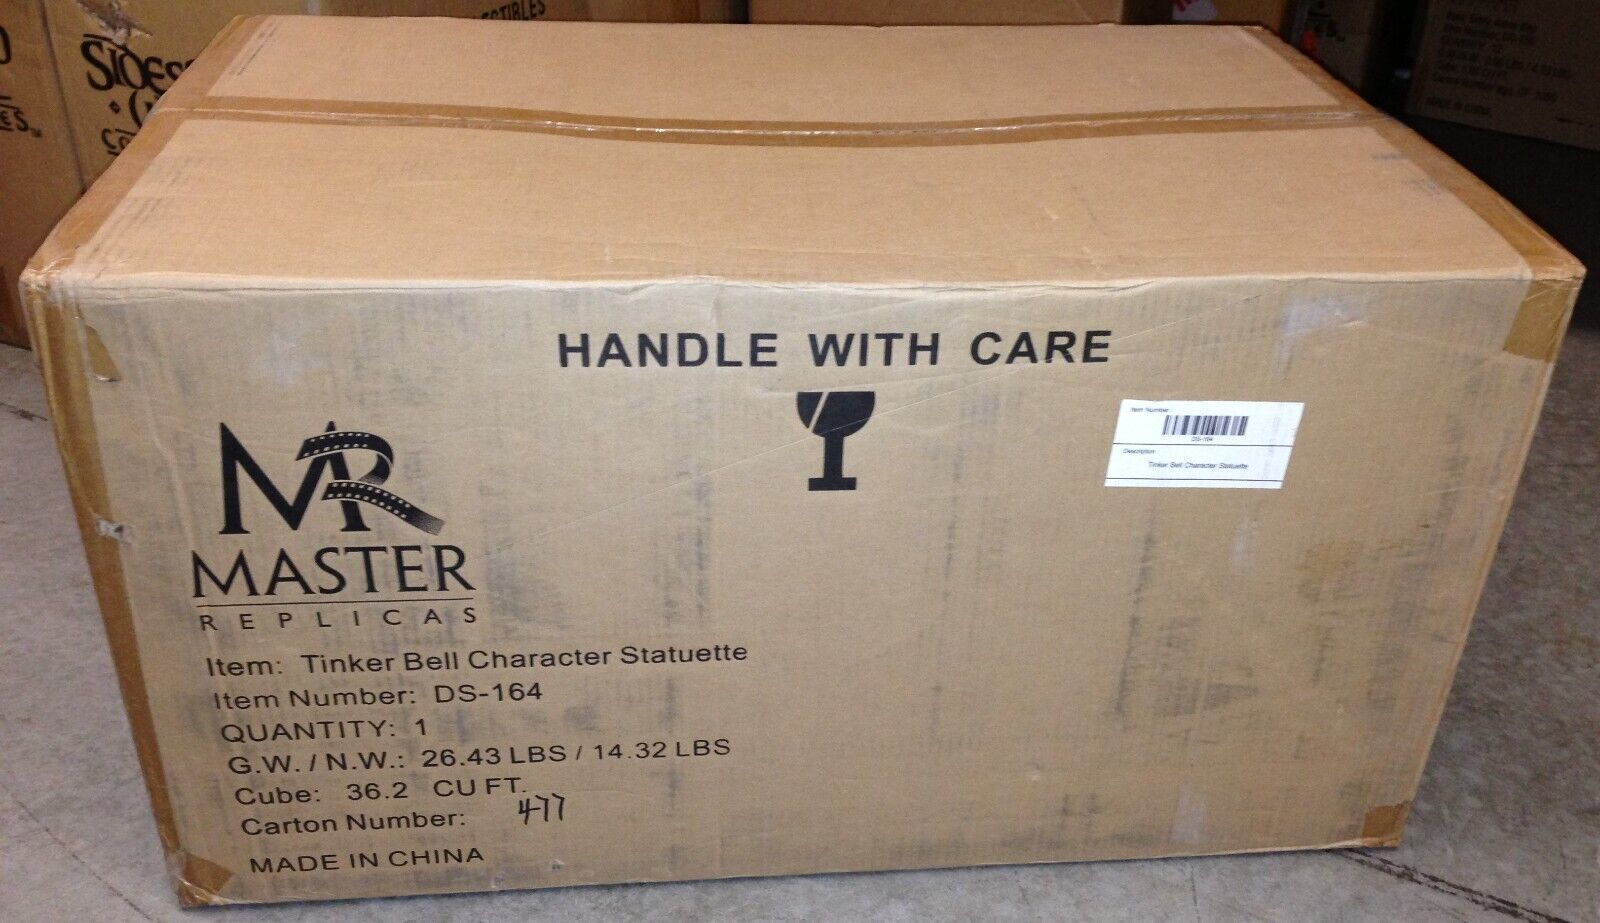 HANDLE WITH CARE
MR
MASTER
REPLICAS
Item: Tinker Bell Character Statuette
Item Number: DS-164
QUANTITY: 1
G.W. / N.W.: 26.43 LBS / 14.32 LBS
Cube: 36.2 CU FT.
Carton Number: 477
MADE IN CHINA
Item Number
DS-164
Description
Tinker Bell Character Statuette